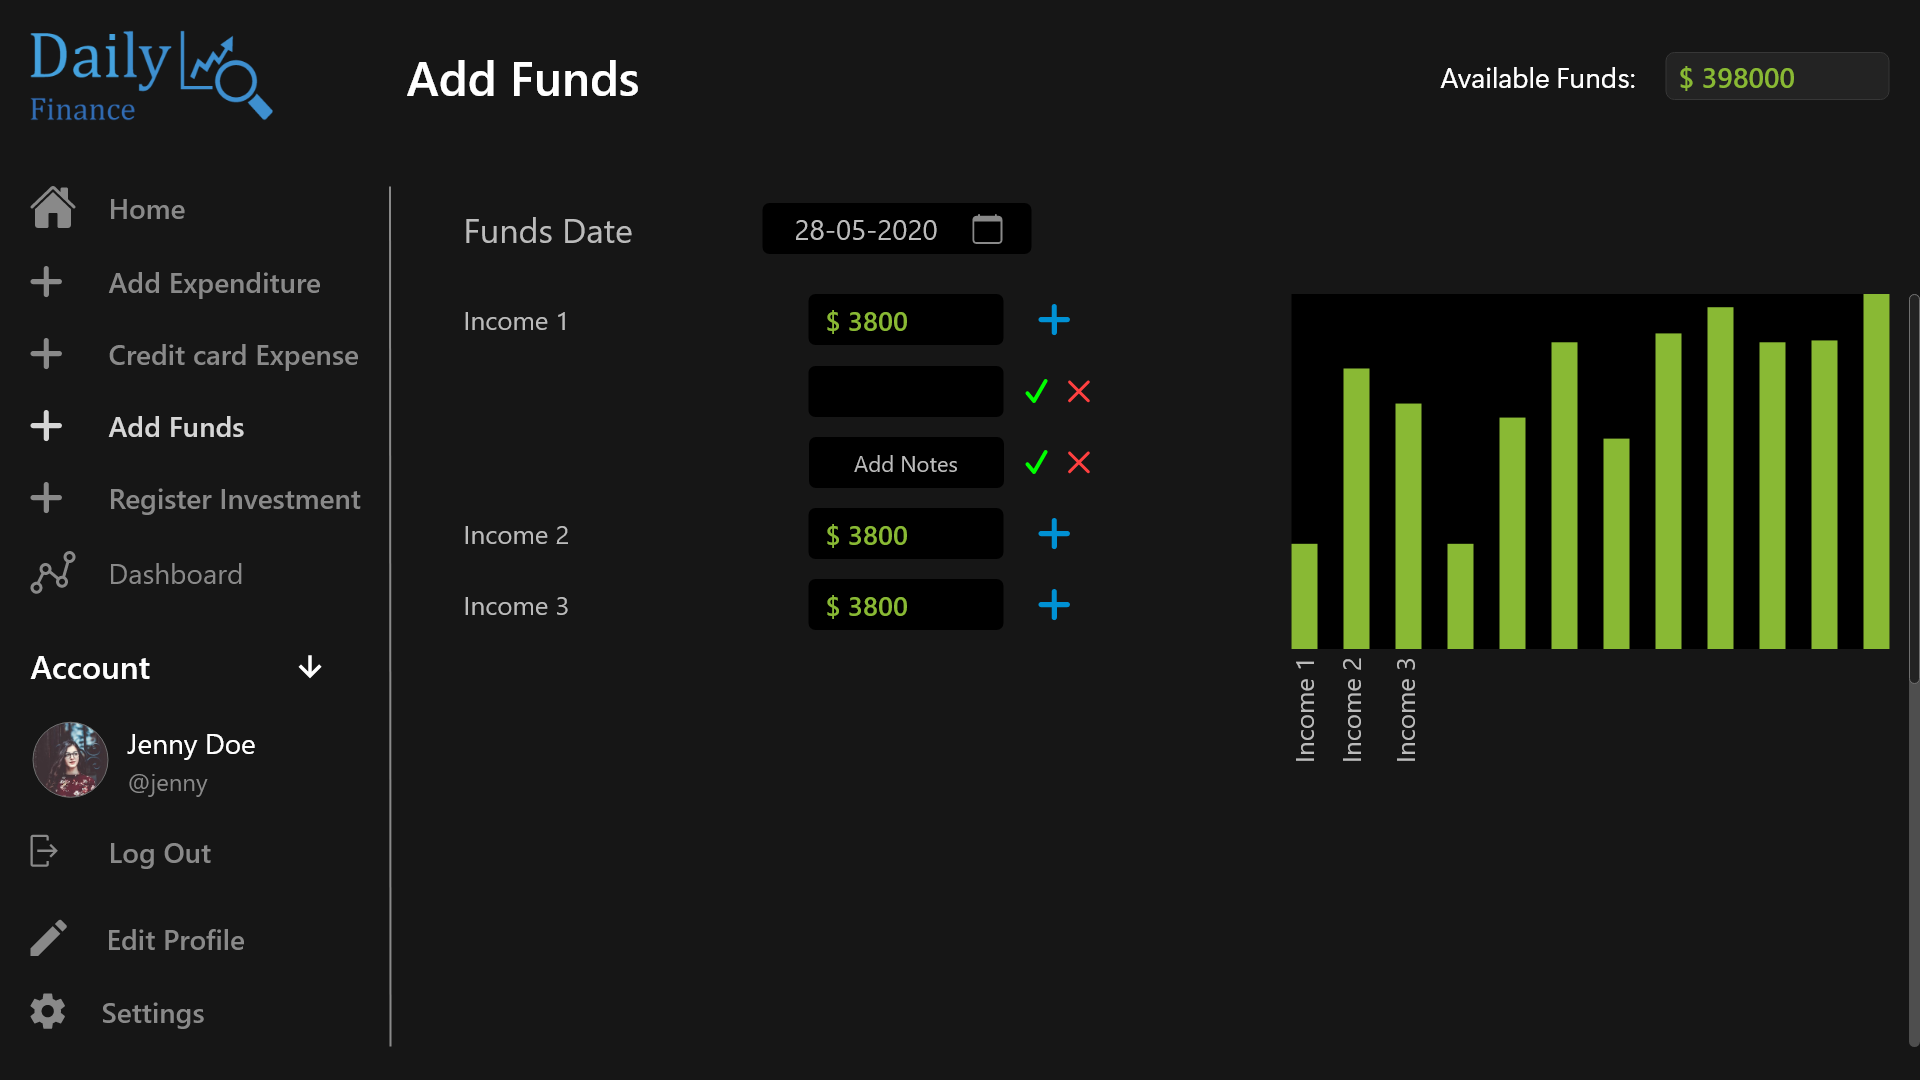 Daily
Finance
Add Funds
Available Funds:
$ 398000
Home
Add Expenditure
Credit card Expense
Add Funds
Register Investment
Dashboard
Account
Jenny Doe
@jenny
Log Out
Edit Profile
Settings
Funds Date
28-05-2020
Income 1
$ 3800
Add Notes
Income 2
$ 3800
Income 3
$ 3800
Income 1
Income 2
Income 3